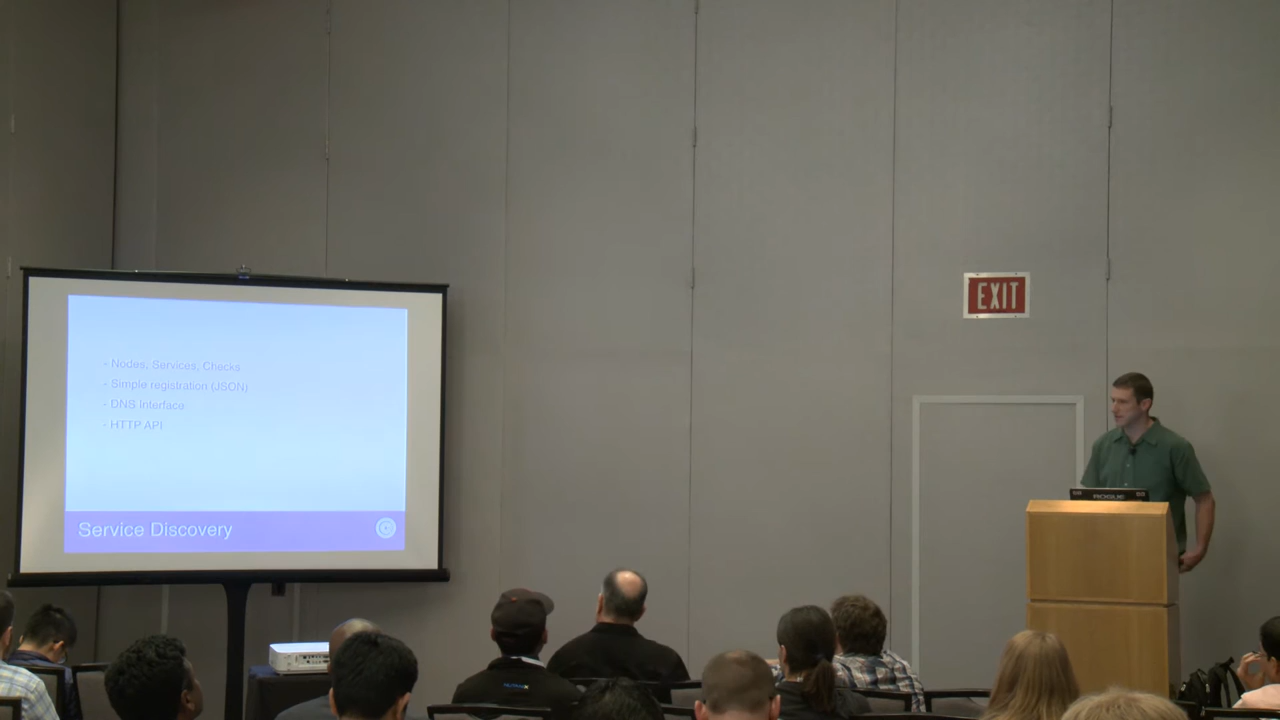 - Nodes, Services, Checks
- Simple registration (JSON)
- DNS Interface
- HTTP API
Service Discovery
EXIT